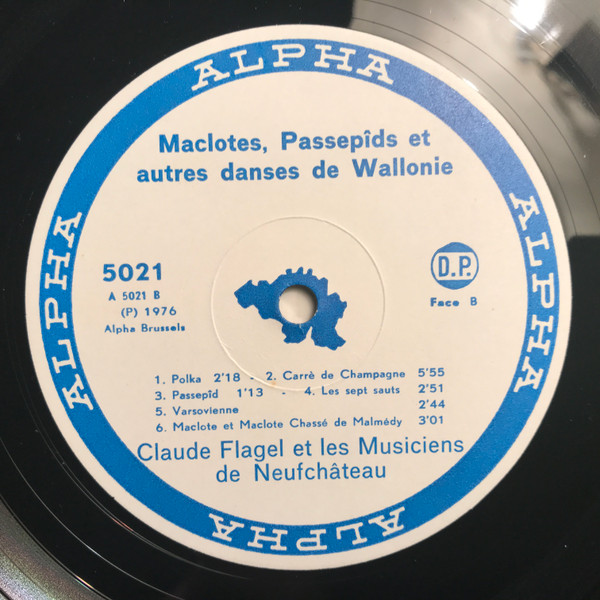 ALPHA
Maclotes, Passepîds et
autres danses de Wallonie
5021
A 5021 B
(P) 1976
Alpha Brussels
D.P.
Face B
1. Polka 2'18 - 2. Carrè de Champagne 5'55
3. Passepîd 1'13 - 4. Les sept sauts 2'51
5. Varsovienne 2'44
6. Maclote et Maclote Chassé de Malmédy 3'01
Claude Flagel et les Musiciens
de Neufchâteau
ALPHA
ALPHA
ALPHA